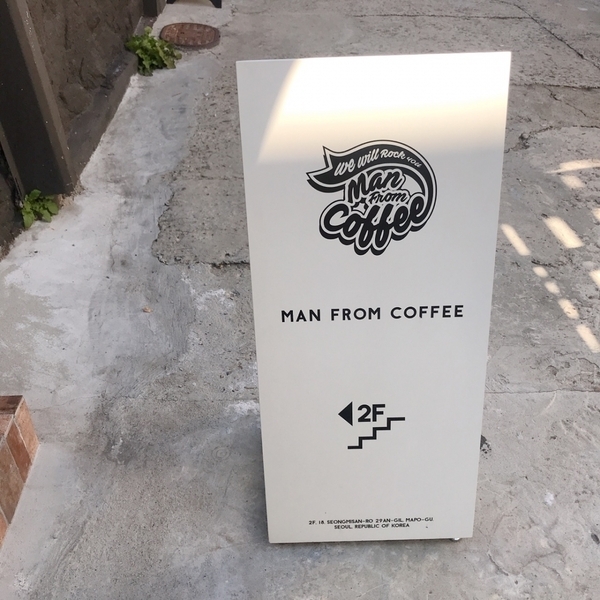 We Will Rock you
Man
From
Coffee
MAN FROM COFFEE
2F
2F, 18, SEONGMISAN-RO 29AN-GIL, MAPO-GU,
SEOUL, REPUBLIC OF KOREA